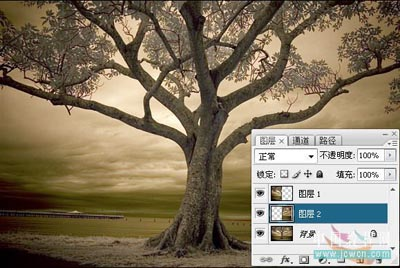 图层 × 通道 路径
正常 不透明度: 100%
锁定: 填充: 100%
图层 1
图层 2
背景
fx.
www.jcwcn.com